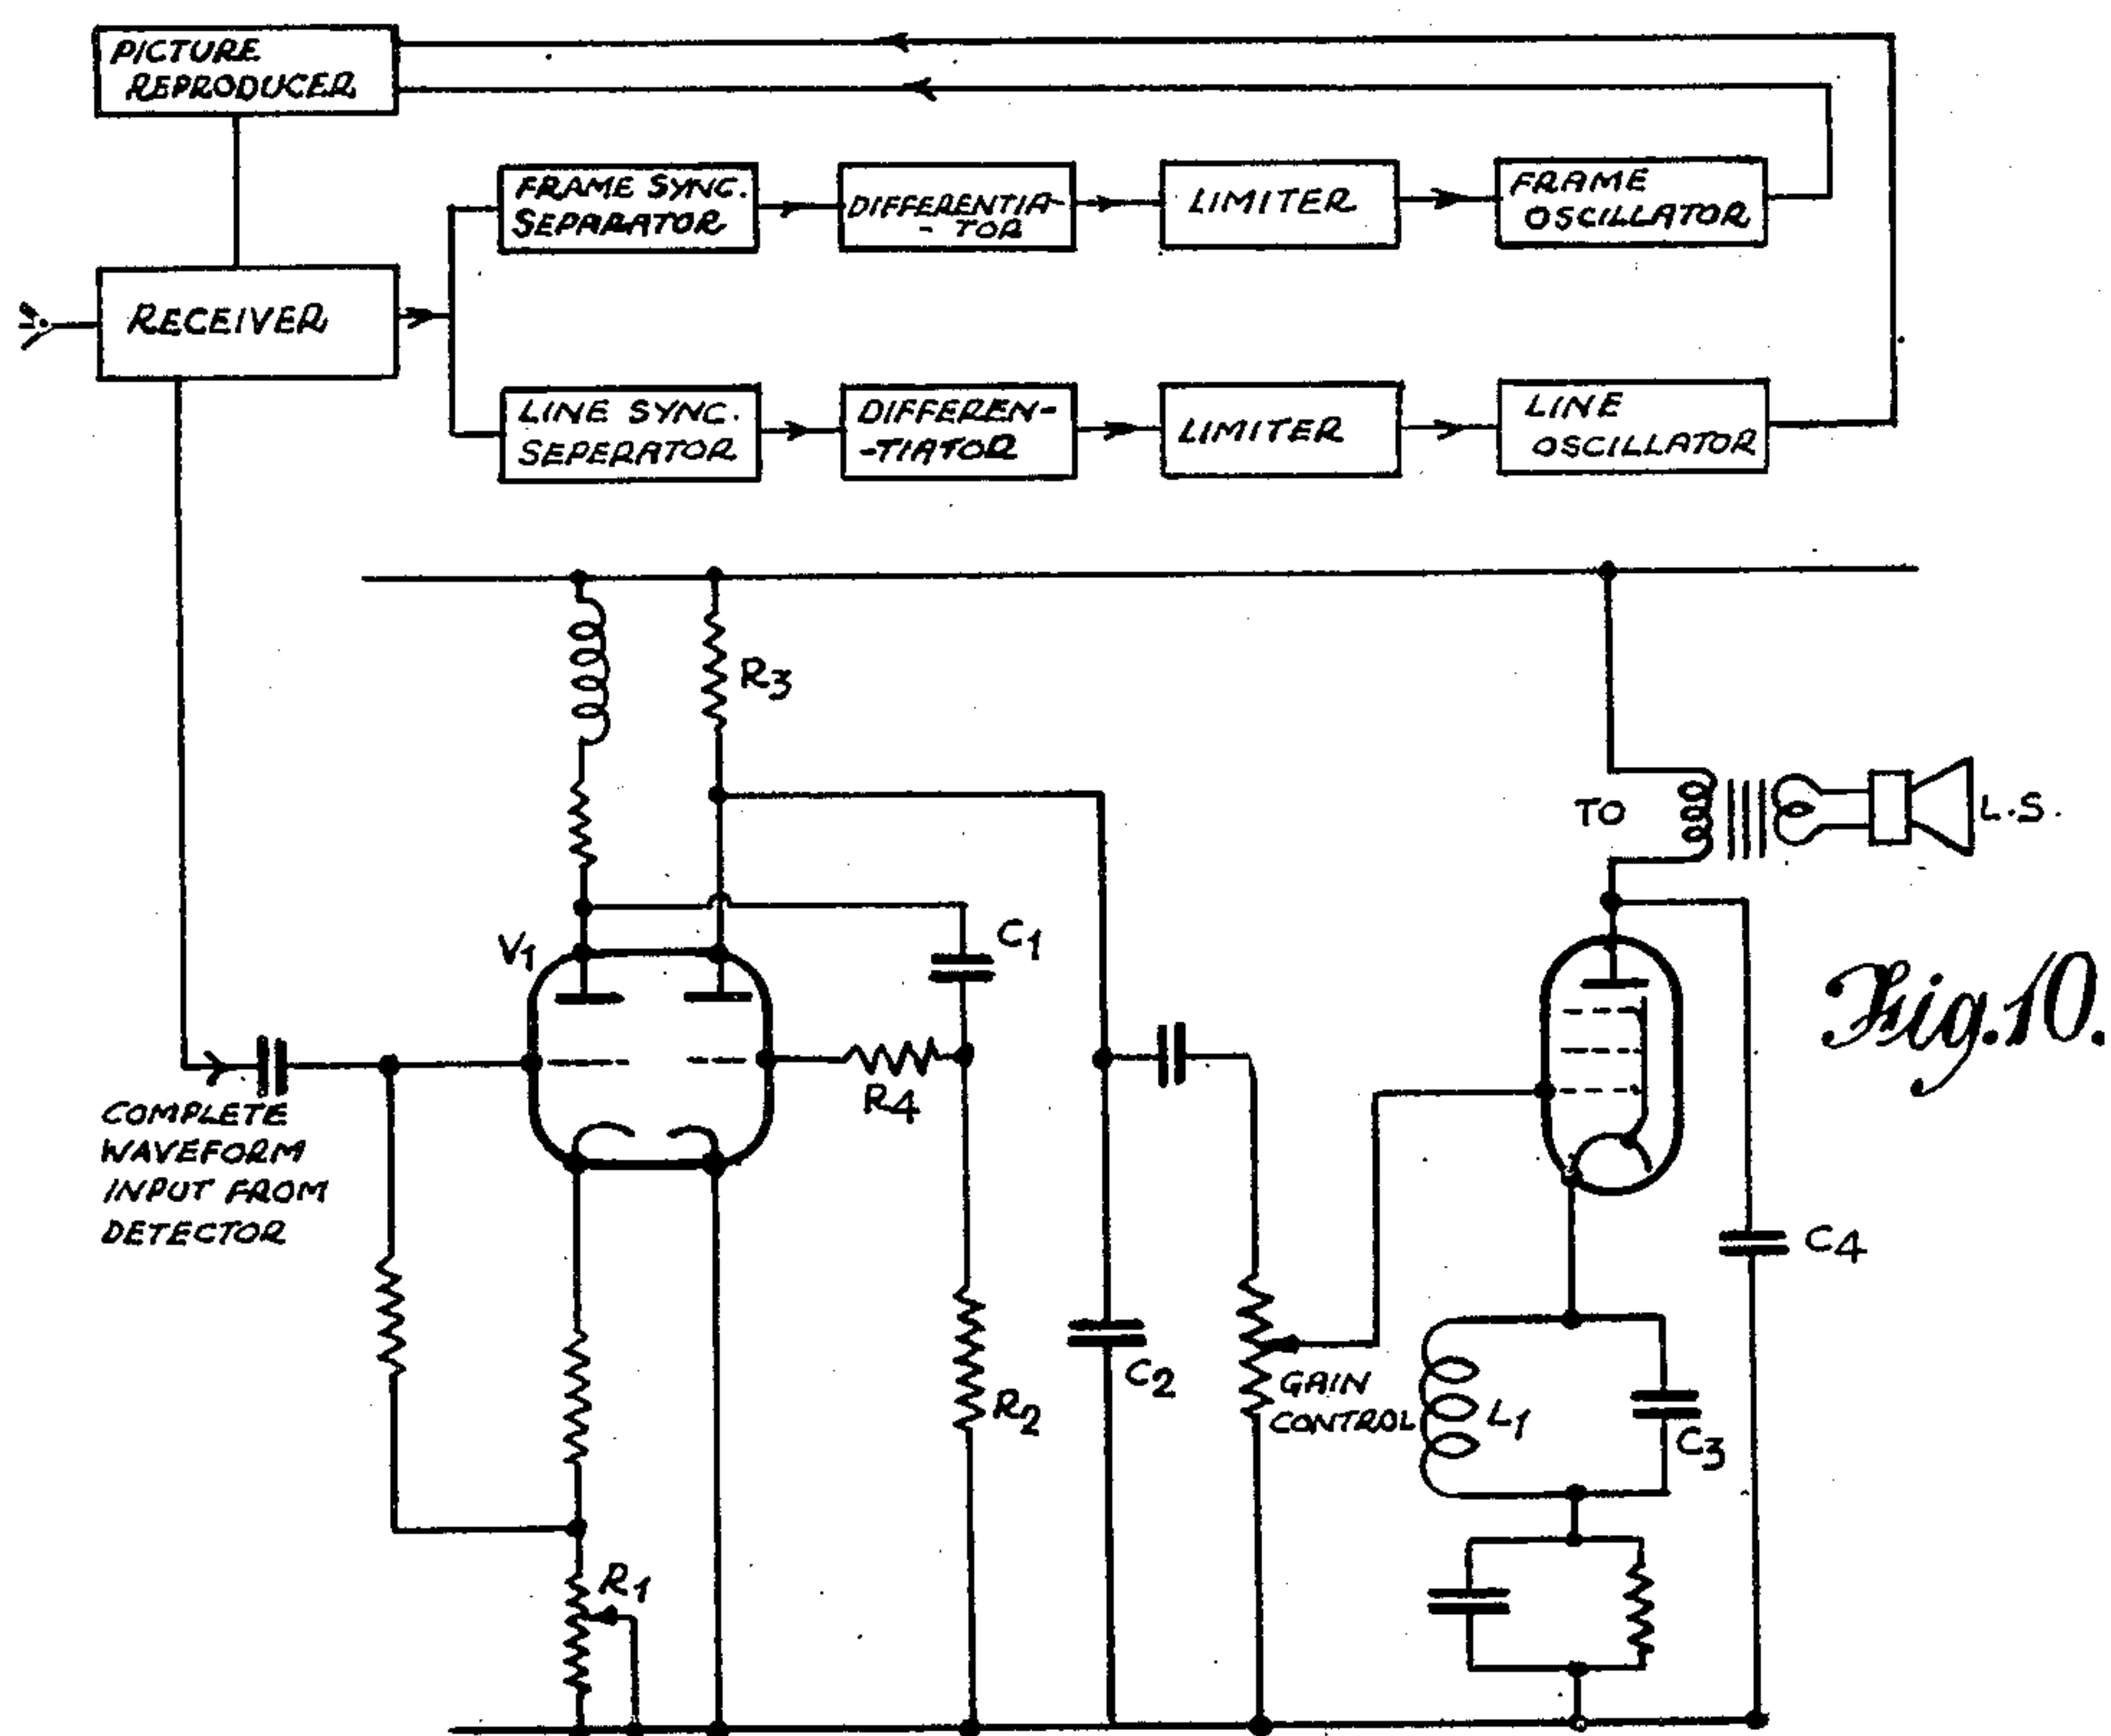 PICTURE
REPRODUCER
FRAME SYNC.
SEPARATOR
DIFFERENTIA-
- TOR
LIMITER
FRAME
OSCILLATOR
RECEIVER
LINE SYNC.
SEPERATOR
DIFFEREN-
-TIATOR
LIMITER
LINE
OSCILLATOR
R3
TO
L.S.
V1
C1
Fig.10.
R4
COMPLETE
WAVEFORM
INPUT FROM
DETECTOR
C4
C2
R2
GAIN
CONTROL
L1
C3
R1